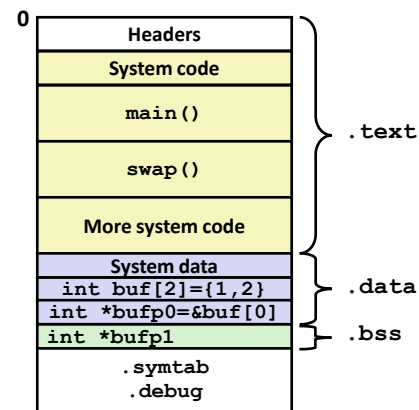 0
Headers
System code
main()
swap()
More system code
.text
System data
int buf[2]={1,2}
int *bufp0=&buf[0]
.data
int *bufp1
.bss
.symtab
.debug